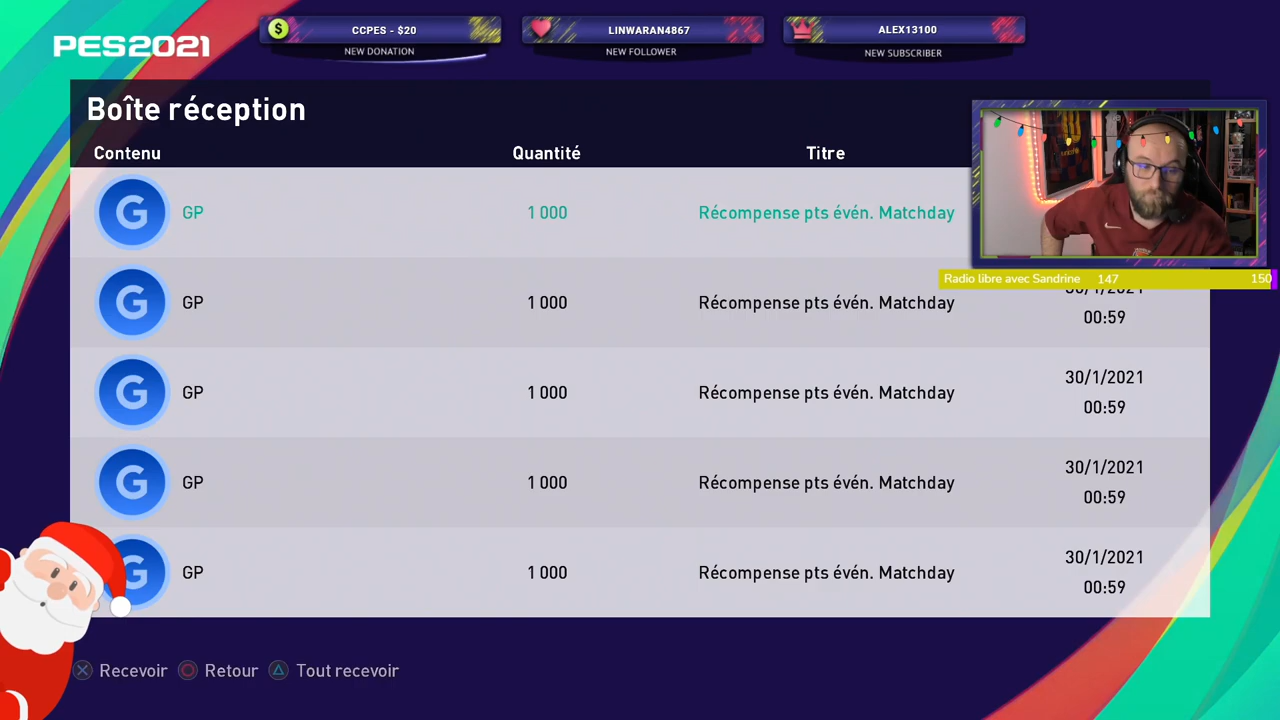 PES2021
CCPES - $20
NEW DONATION
LINWARAN4867
NEW FOLLOWER
ALEX13100
NEW SUBSCRIBER
Boîte réception
Contenu Quantité Titre
GP 1 000 Récompense pts évén. Matchday
Radio libre avec Sandrine 147 150
GP 1 000 Récompense pts évén. Matchday 30/1/2021
00:59
GP 1 000 Récompense pts évén. Matchday 30/1/2021
00:59
GP 1 000 Récompense pts évén. Matchday 30/1/2021
00:59
GP 1 000 Récompense pts évén. Matchday 30/1/2021
00:59
Recevoir Retour Tout recevoir